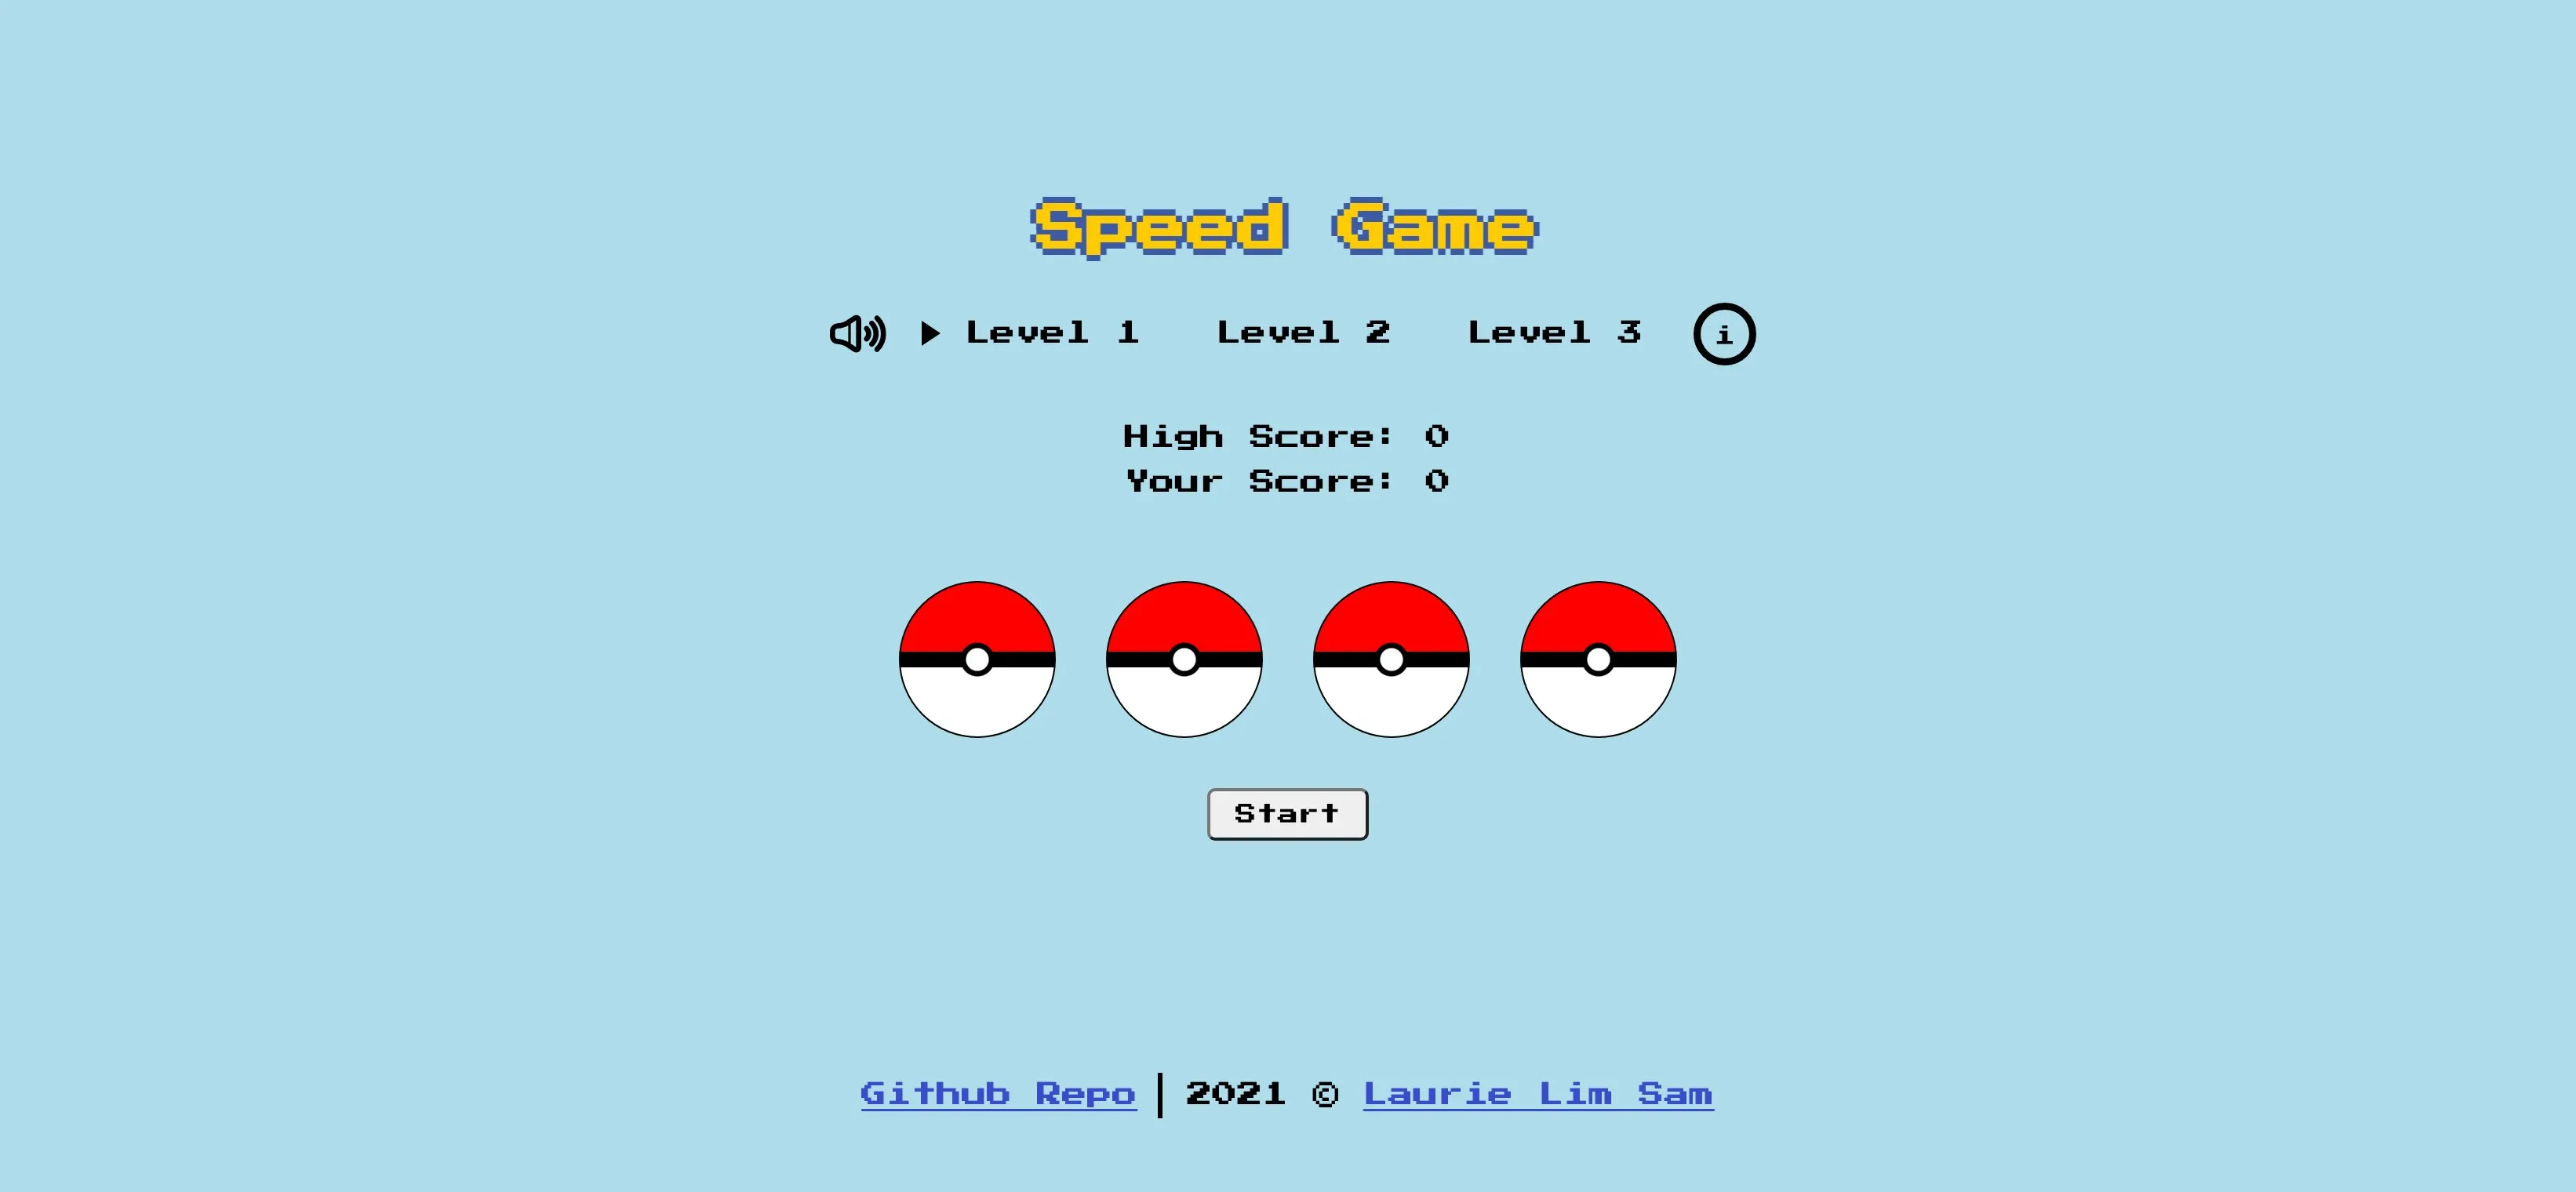 Speed Game
Level 1 Level 2 Level 3 i
High Score: 0
Your Score: 0
Start
Github Repo | 2021 © Laurie Lim Sam